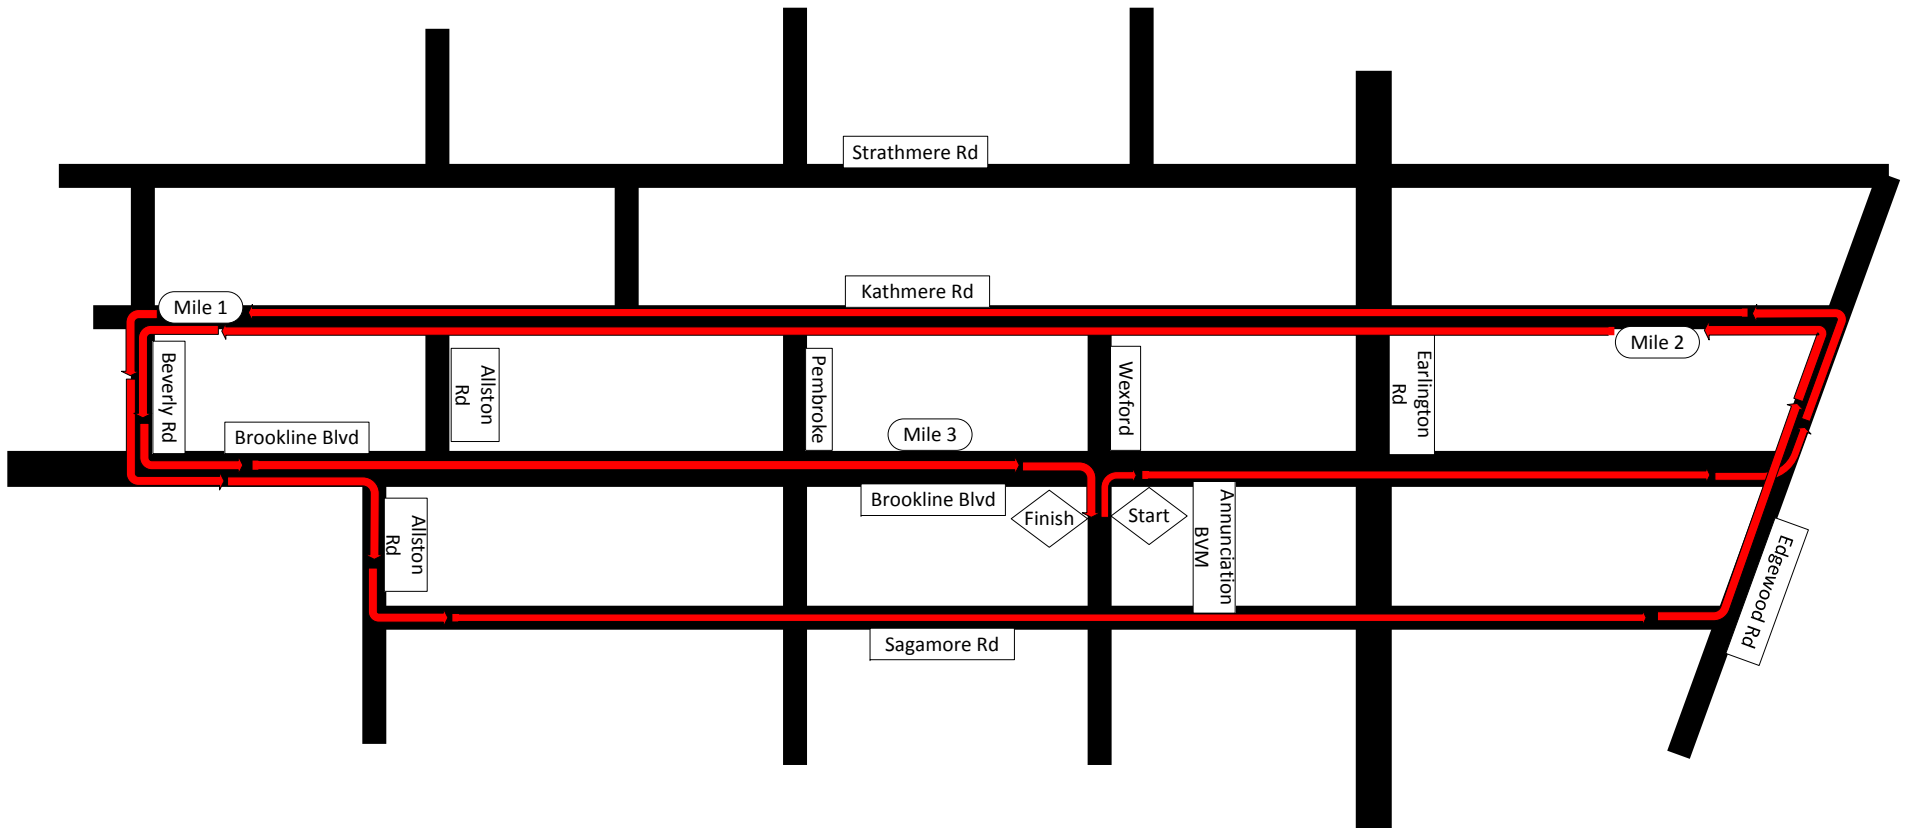 Strathmere Rd
Kathmere Rd
Mile 1
Mile 2
Beverly Rd
Allston
Rd
Pembroke
Wexford
Earlington
Rd
Brookline Blvd
Mile 3
Brookline Blvd
Finish
Start
Annunciation
BVM
Allston
Rd
Edgewood Rd
Sagamore Rd